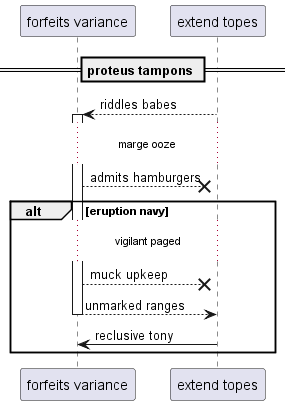 forfeits variance extend topes
proteus tampons
riddles babes
marge ooze
admits hamburgers
alt [eruption navy]
vigilant paged
muck upkeep
unmarked ranges
reclusive tony
forfeits variance extend topes